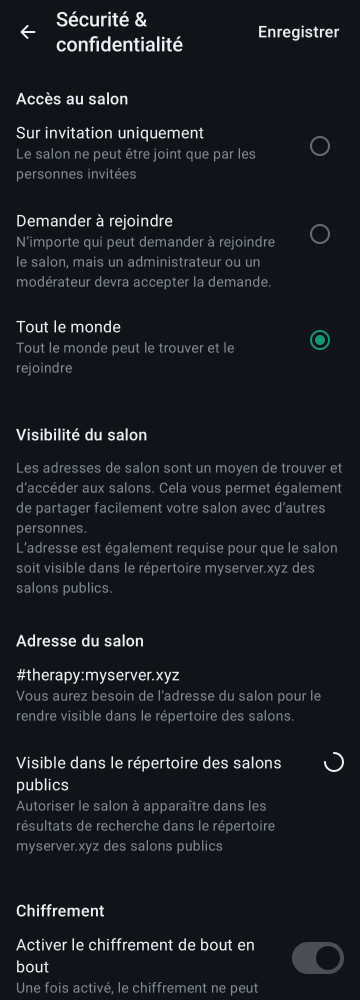 Sécurité &
confidentialité
Enregistrer
Accès au salon
Sur invitation uniquement
Le salon ne peut être joint que par les
personnes invitées
Demander à rejoindre
N’importe qui peut demander à rejoindre
le salon, mais un administrateur ou un
modérateur devra accepter la demande.
Tout le monde
Tout le monde peut le trouver et le
rejoindre
Visibilité du salon
Les adresses de salon sont un moyen de trouver et
d’accéder aux salons. Cela vous permet également
de partager facilement votre salon avec d’autres
personnes.
L’adresse est également requise pour que le salon
soit visible dans le répertoire myserver.xyz des
salons publics.
Adresse du salon
#therapy:myserver.xyz
Vous aurez besoin de l’adresse du salon pour le
rendre visible dans le répertoire des salons.
Visible dans le répertoire des salons
publics
Autoriser le salon à apparaître dans les
résultats de recherche dans le répertoire
myserver.xyz des salons publics
Chiffrement
Activer le chiffrement de bout en
bout
Une fois activé, le chiffrement ne peut